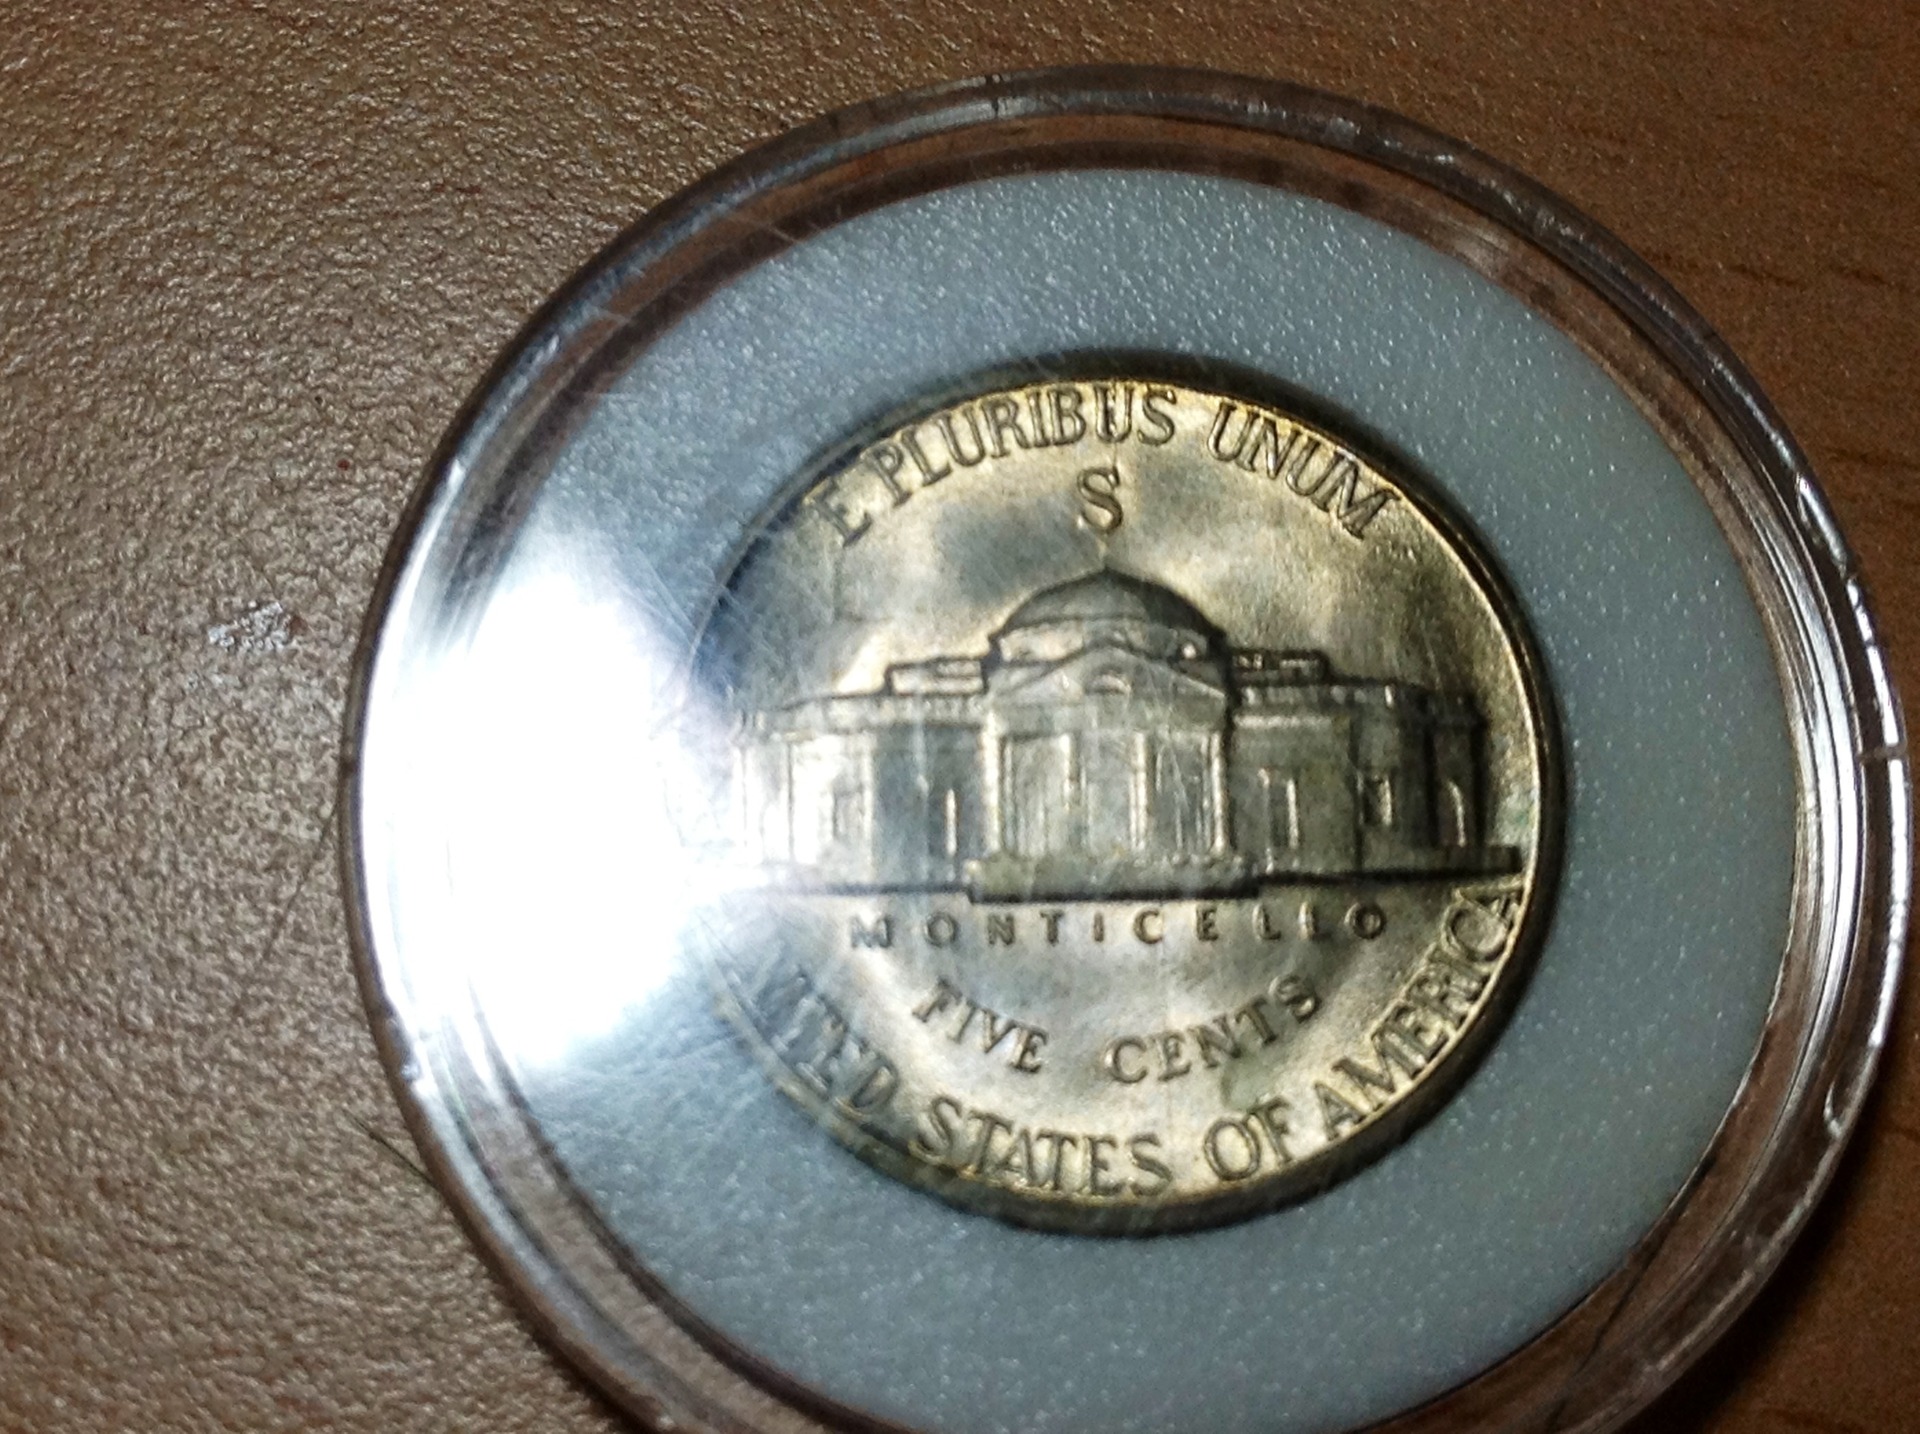 E PLURIBUS UNUM
S
MONTICELLO
FIVE CENTS
STATES OF AMERICA